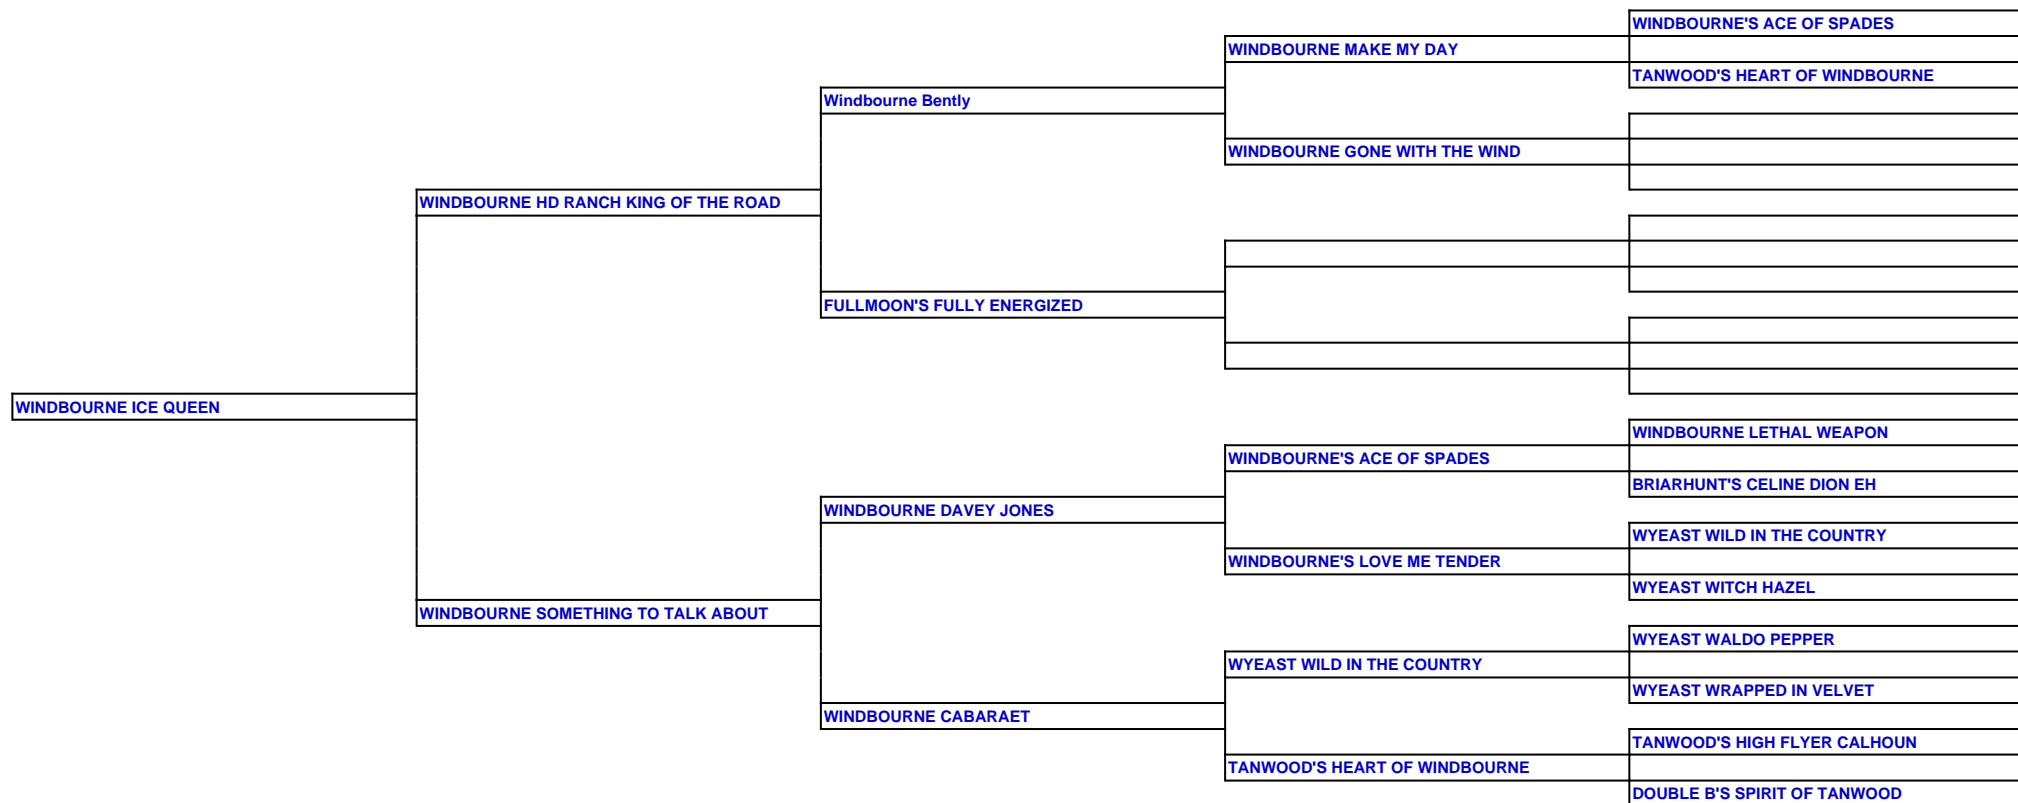 WINDBOURNE'S ACE OF SPADES
WINDBOURNE MAKE MY DAY
TANWOOD'S HEART OF WINDBOURNE
Windbourne Bently
WINDBOURNE GONE WITH THE WIND
WINDBOURNE HD RANCH KING OF THE ROAD
FULLMOON'S FULLY ENERGIZED
WINDBOURNE ICE QUEEN
WINDBOURNE LETHAL WEAPON
WINDBOURNE'S ACE OF SPADES
BRIARHUNT'S CELINE DION EH
WINDBOURNE DAVEY JONES
WYEAST WILD IN THE COUNTRY
WINDBOURNE'S LOVE ME TENDER
WYEAST WITCH HAZEL
WINDBOURNE SOMETHING TO TALK ABOUT
WYEAST WALDO PEPPER
WYEAST WILD IN THE COUNTRY
WYEAST WRAPPED IN VELVET
WINDBOURNE CABARAET
TANWOOD'S HIGH FLYER CALHOUN
TANWOOD'S HEART OF WINDBOURNE
DOUBLE B'S SPIRIT OF TANWOOD